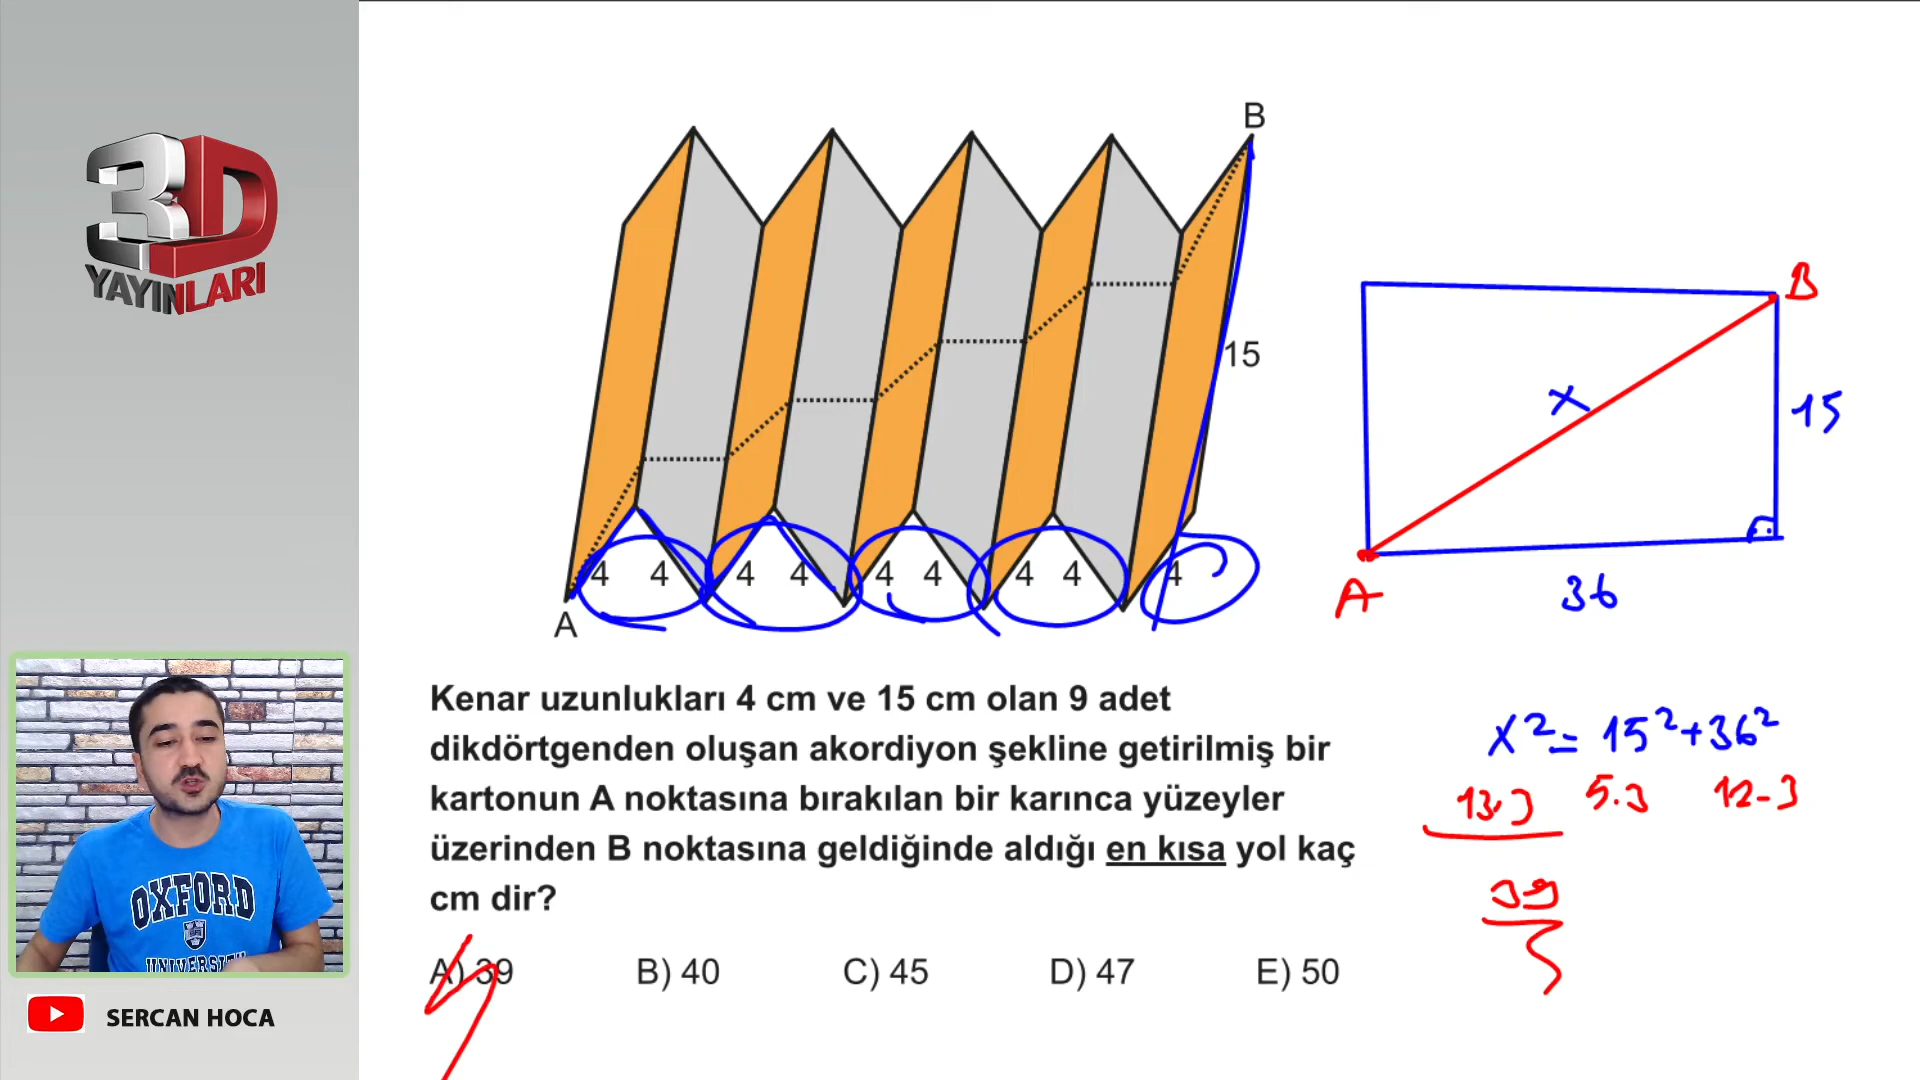 3D
YAYINLARI
B
15
4 4 4 4 4 4 4 4 4
A
B
x
15
A
36
Kenar uzunlukları 4 cm ve 15 cm olan 9 adet
dikdörtgenden oluşan akordiyon şekline getirilmiş bir
kartonun A noktasına bırakılan bir karınca yüzeyler
üzerinden B noktasına geldiğinde aldığı en kısa yol kaç
cm dir?
A) 39 B) 40 C) 45 D) 47 E) 50
x² = 15² + 36²
13.3 5.3 12.3
39
OXFORD
UNIVERSITY
SERCAN HOCA